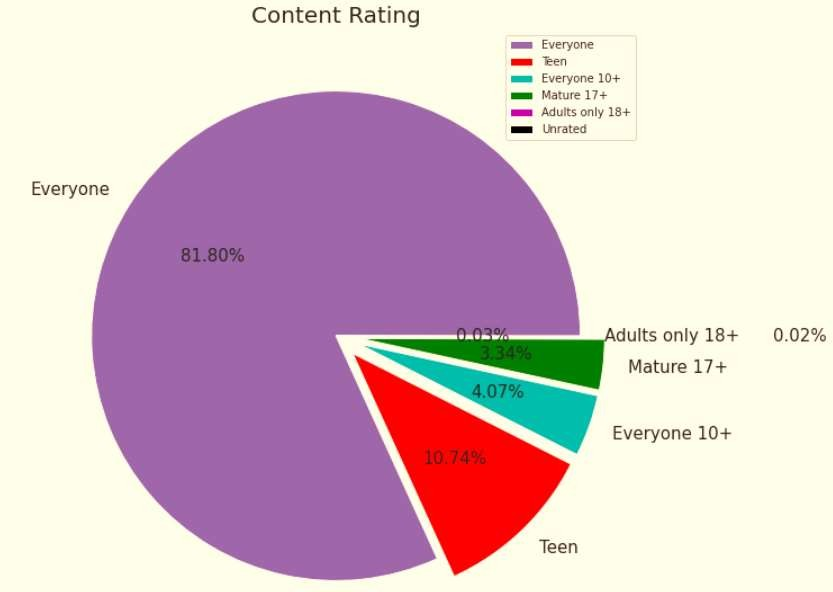 Content Rating
Everyone
Teen
Everyone 10+
Mature 17+
Adults only 18+
Unrated
Everyone
81.80%
0.03%
Adults only 18+
0.02%
3.34%
Mature 17+
4.07%
Everyone 10+
10.74%
Teen